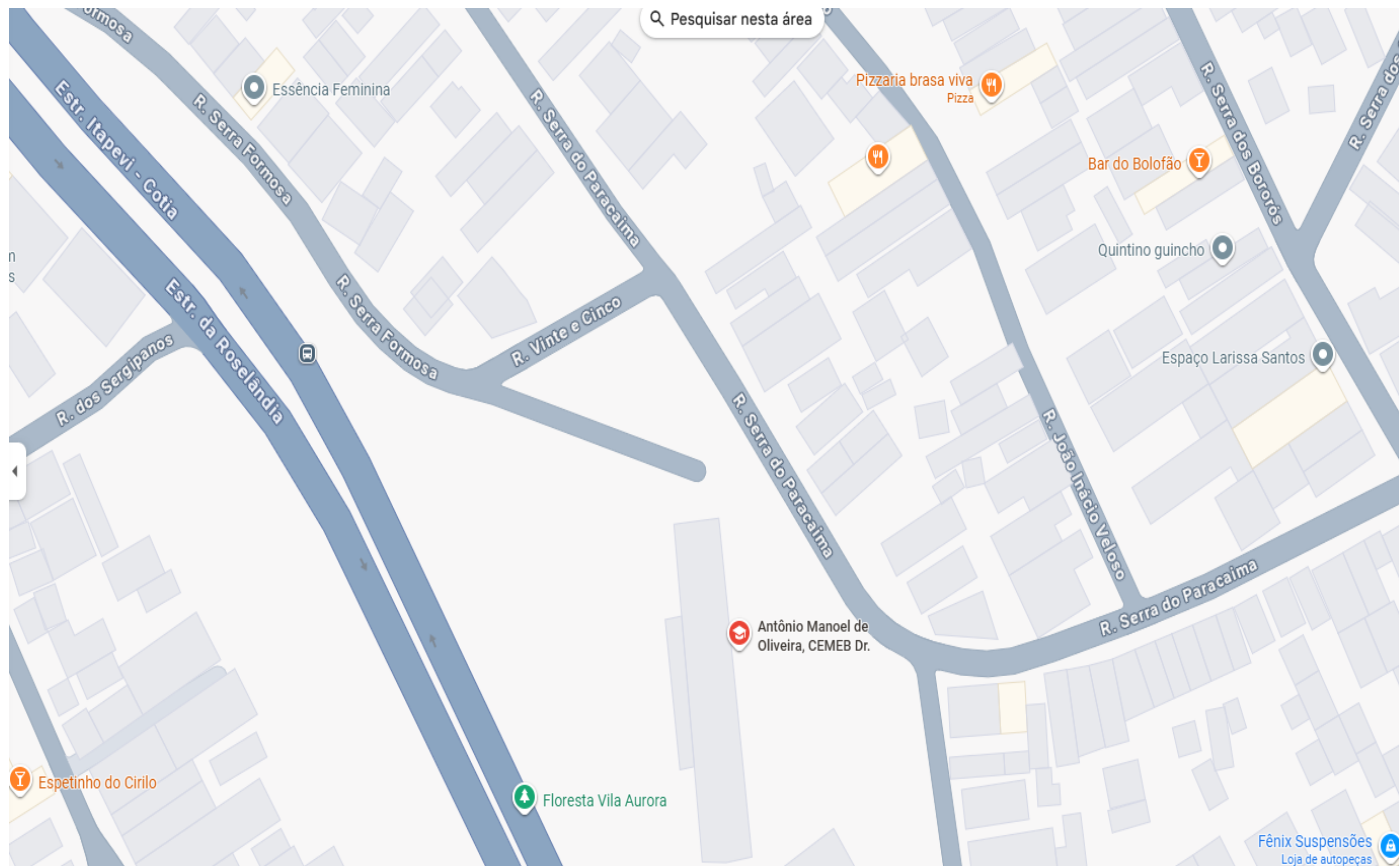 Pesquisar nesta área
Formosa
Essência Feminina
Pizzaria brasa viva
Pizza
R. Serra do Paracaima
R. Serra dos Bororós
R. Serra dos
Estr. Itapevi - Cotia
R. Serra Formosa
Bar do Bolofão
Quintino guincho
R. Vinte e Cinco
R. Serra Formosa
Estr. da Roselândia
R. dos Sergipanos
Espaço Larissa Santos
R. Serra do Paracaima
R. João Inácio Veloso
R. Serra do Paracaima
Antônio Manoel de
Oliveira, CEMEB Dr.
Espetinho do Cirilo
Floresta Vila Aurora
Fênix Suspensões
Loja de autopeças